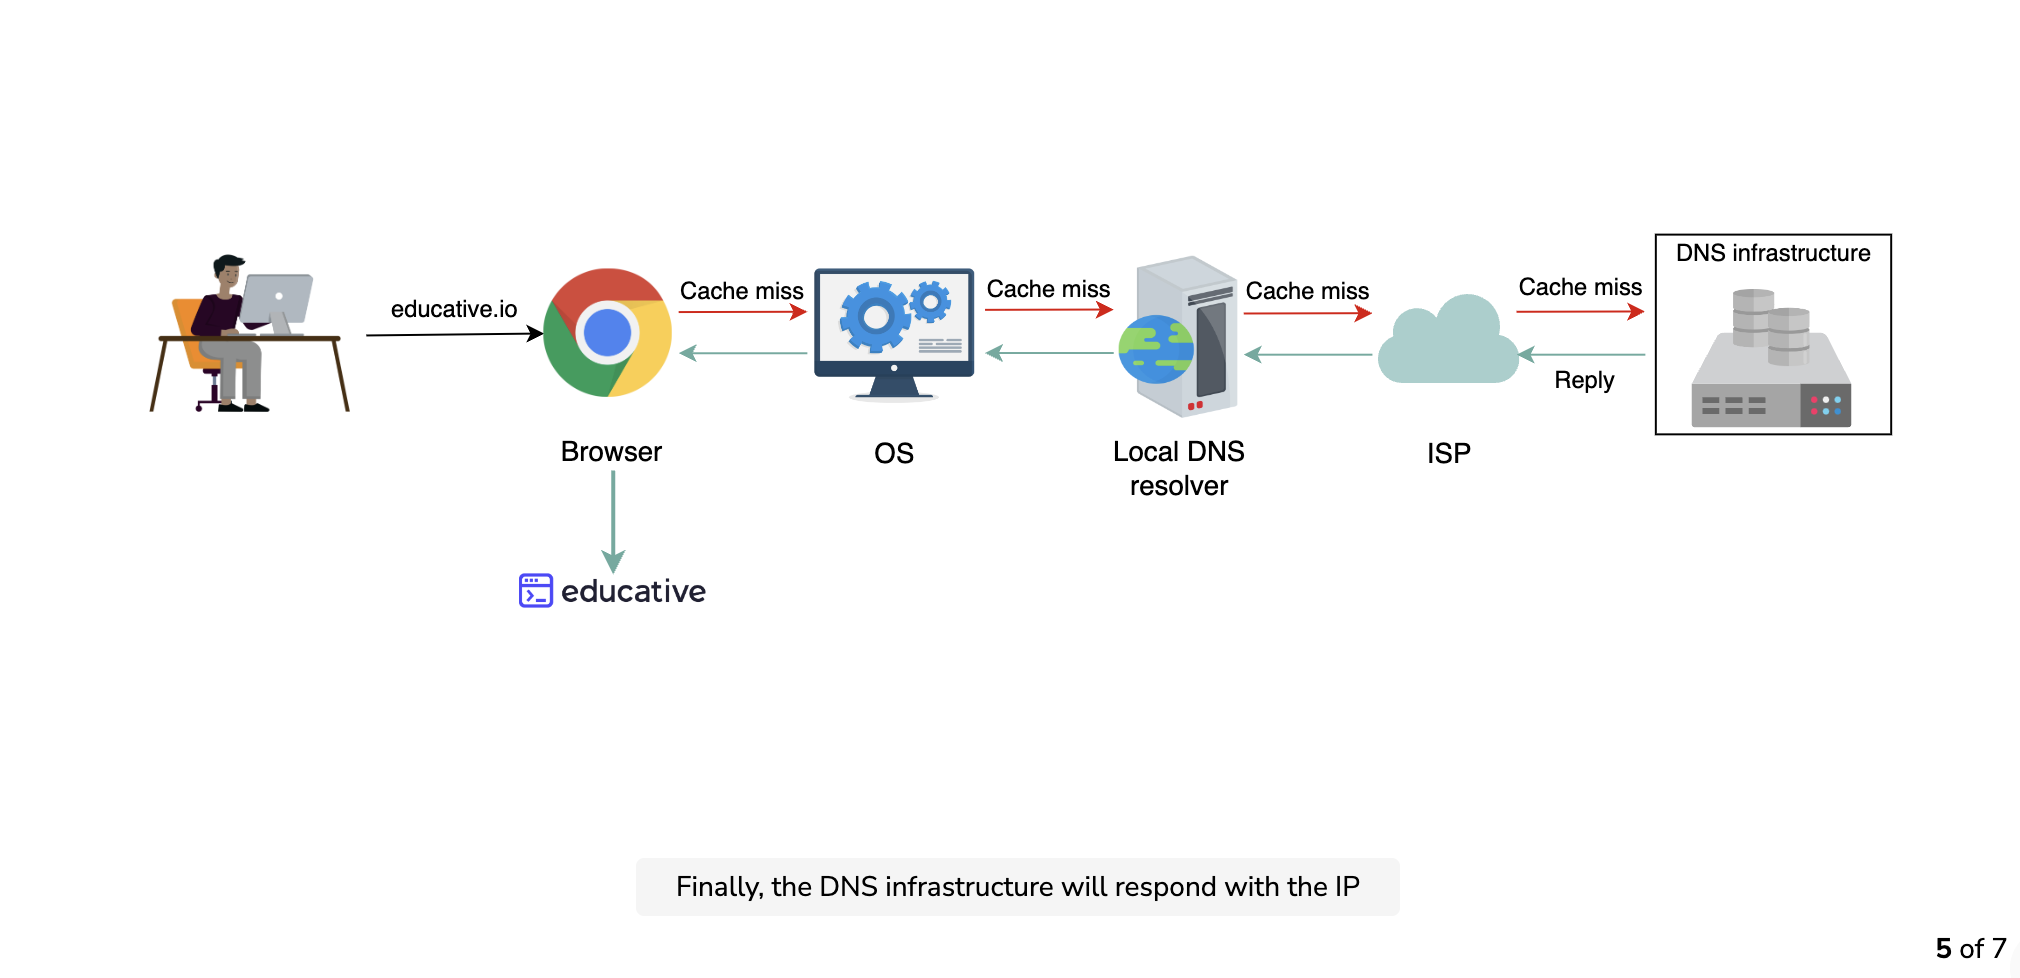 DNS infrastructure
educative.io
Cache miss
Cache miss
Cache miss
Cache miss
Reply
Browser
OS
Local DNS
resolver
ISP
educative
Finally, the DNS infrastructure will respond with the IP
5 of 7